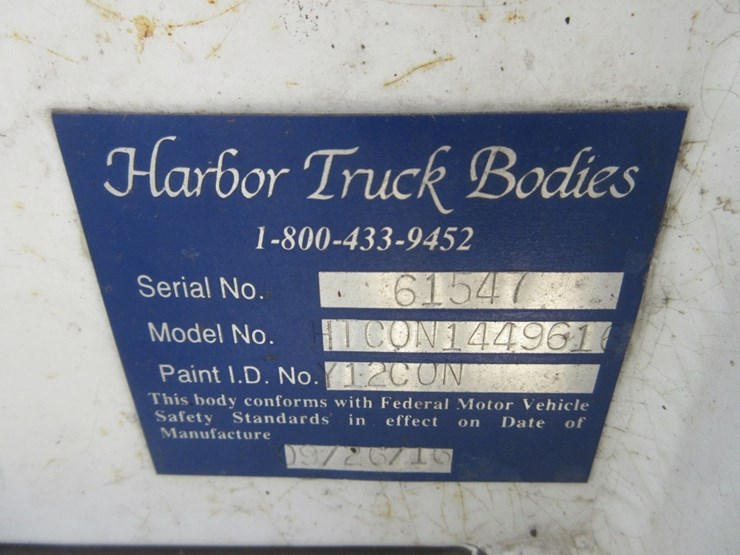 Harbor Truck Bodies
1-800-433-9452
Serial No. 61547
Model No. HTCON1449616
Paint I.D. No. Y12CON
This body conforms with Federal Motor Vehicle
Safety Standards in effect on Date of
Manufacture
09/26/16